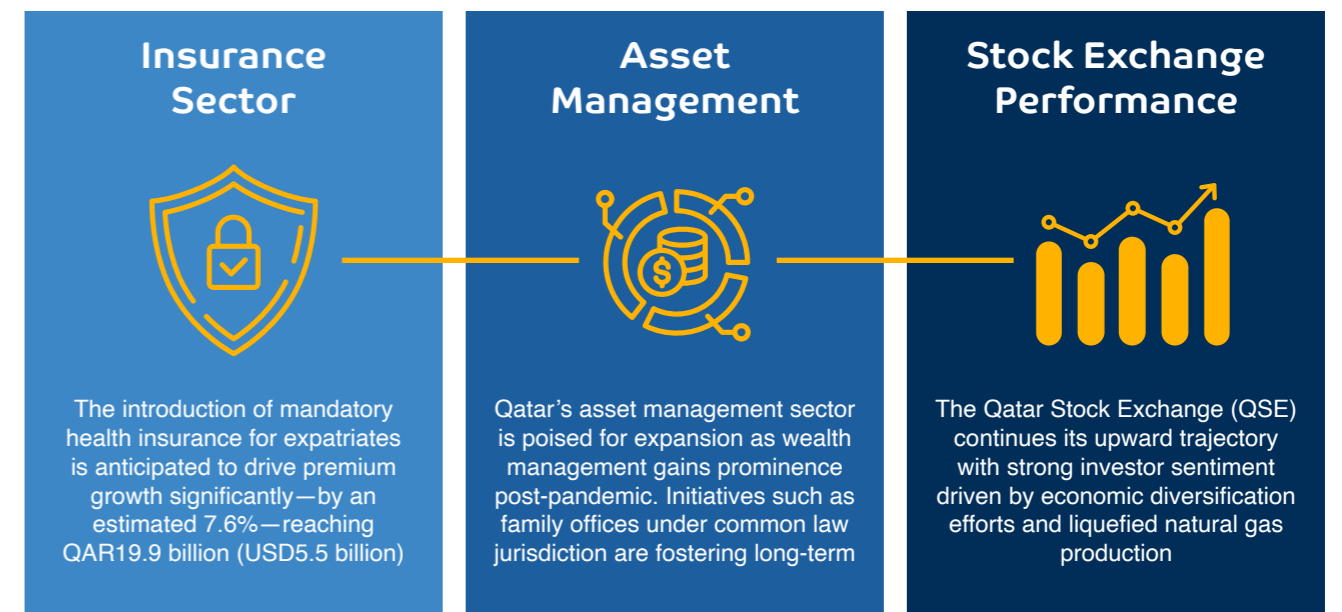 Insurance
Sector
The introduction of mandatory
health insurance for expatriates
is anticipated to drive premium
growth significantly—by an
estimated 7.6%—reaching
QAR19.9 billion (USD5.5 billion)
Asset
Management
$
Qatar’s asset management sector
is poised for expansion as wealth
management gains prominence
post-pandemic. Initiatives such as
family offices under common law
jurisdiction are fostering long-term
Stock Exchange
Performance
The Qatar Stock Exchange (QSE)
continues its upward trajectory
with strong investor sentiment
driven by economic diversification
efforts and liquefied natural gas
production